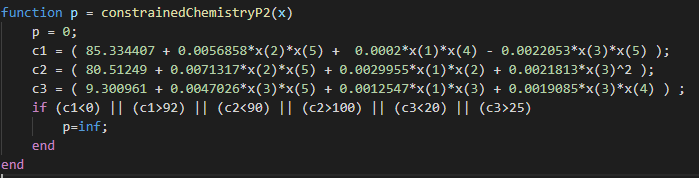 function p = constrainedChemistryP2(x)
    p = 0;
    c1 = ( 85.334407 + 0.0056858*x(2)*x(5) +  0.0002*x(1)*x(4) - 0.0022053*x(3)*x(5) );
    c2 = ( 80.51249 + 0.0071317*x(2)*x(5) + 0.0029955*x(1)*x(2) + 0.0021813*x(3)^2 );
    c3 = ( 9.300961 + 0.0047026*x(3)*x(5) + 0.0012547*x(1)*x(3) + 0.0019085*x(3)*x(4) ) ;
    if (c1<0) || (c1>92) || (c2<90) || (c2>100) || (c3<20) || (c3>25)
        p=inf;
    end
end